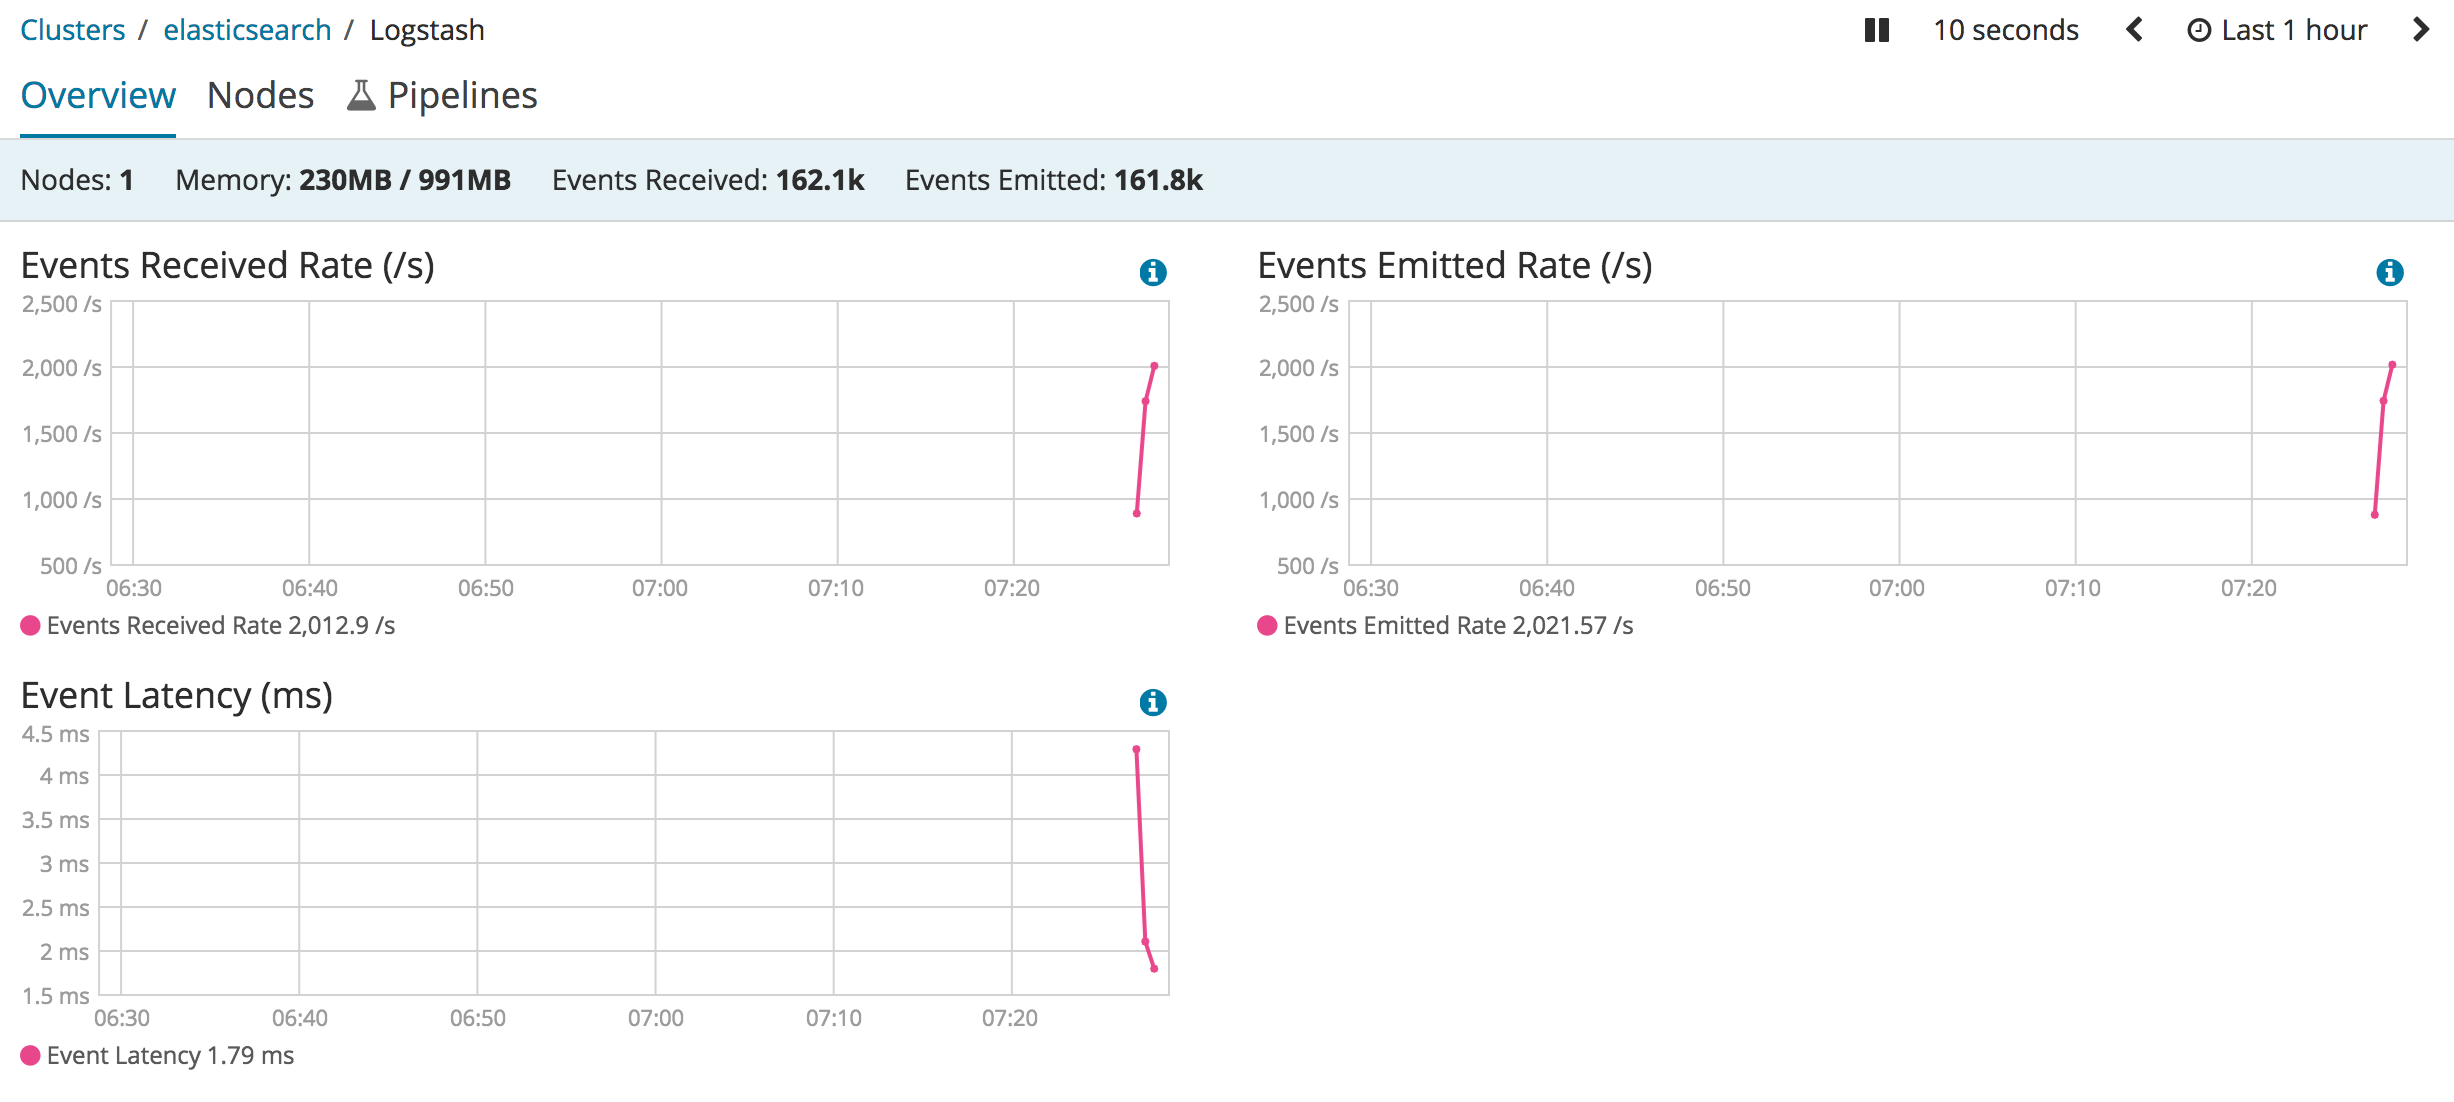 Clusters / elasticsearch / Logstash
10 seconds Last 1 hour
Overview Nodes Pipelines
Nodes: 1 Memory: 230MB / 991MB Events Received: 162.1k Events Emitted: 161.8k
Events Received Rate (/s)
2,500 /s
2,000 /s
1,500 /s
1,000 /s
500 /s
06:30 06:40 06:50 07:00 07:10 07:20
Events Received Rate 2,012.9 /s
Events Emitted Rate (/s)
2,500 /s
2,000 /s
1,500 /s
1,000 /s
500 /s
06:30 06:40 06:50 07:00 07:10 07:20
Events Emitted Rate 2,021.57 /s
Event Latency (ms)
4.5 ms
4 ms
3.5 ms
3 ms
2.5 ms
2 ms
1.5 ms
06:30 06:40 06:50 07:00 07:10 07:20
Event Latency 1.79 ms